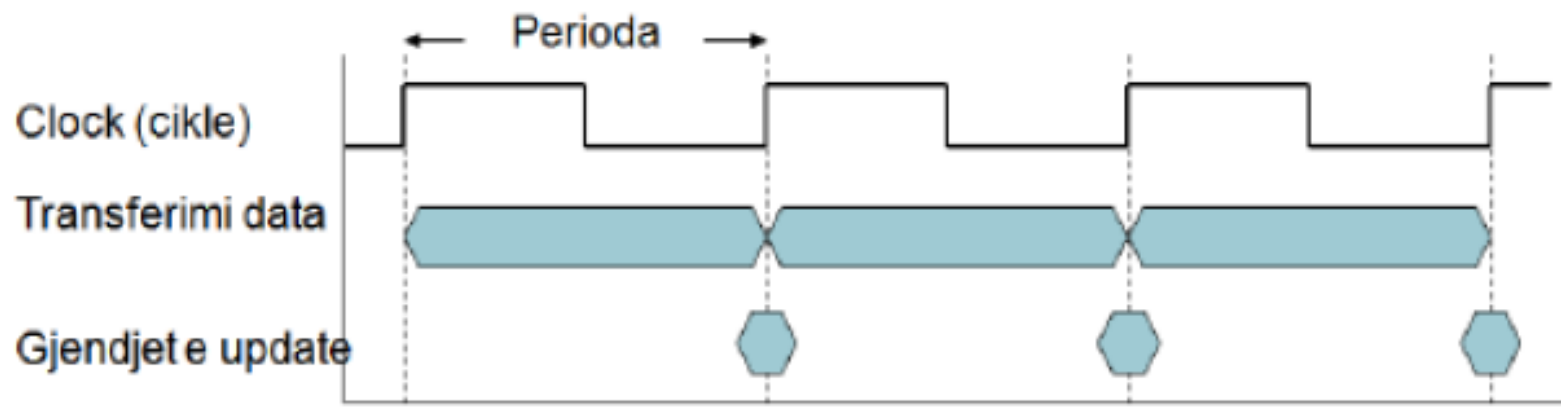 Perioda
Clock (cikle)
Transferimi data
Gjendjet e update